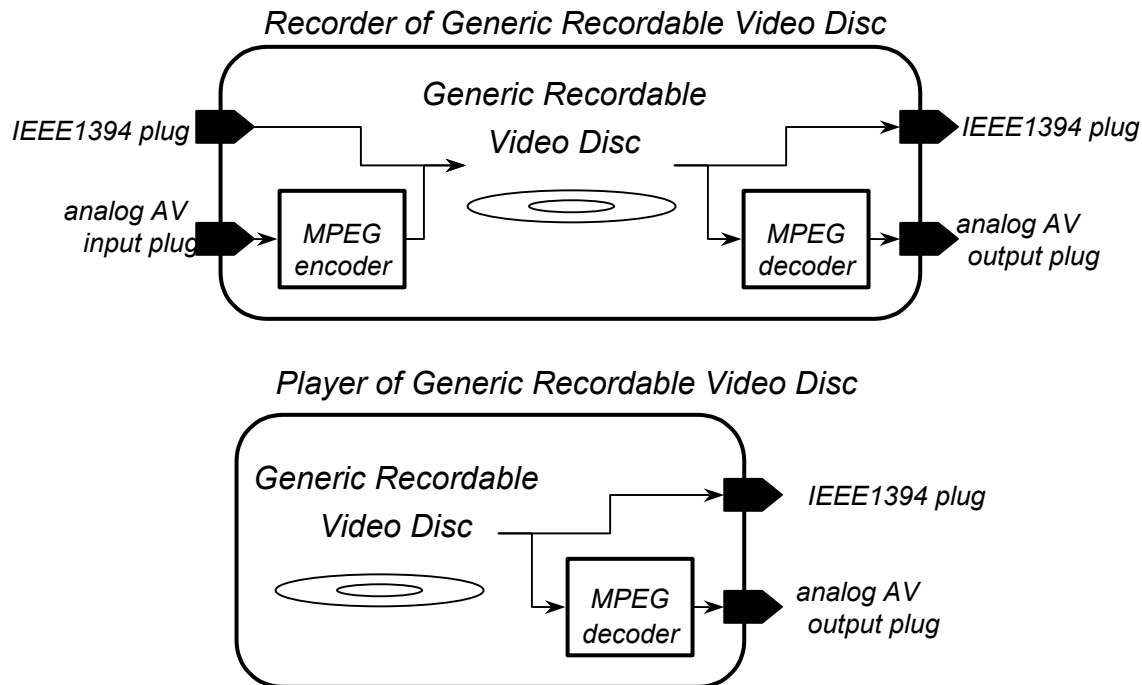 Recorder of Generic Recordable Video Disc
Generic Recordable
Video Disc
IEEE1394 plug
IEEE1394 plug
analog AV
input plug
MPEG
encoder
MPEG
decoder
analog AV
output plug
Player of Generic Recordable Video Disc
Generic Recordable
Video Disc
IEEE1394 plug
MPEG
decoder
analog AV
output plug